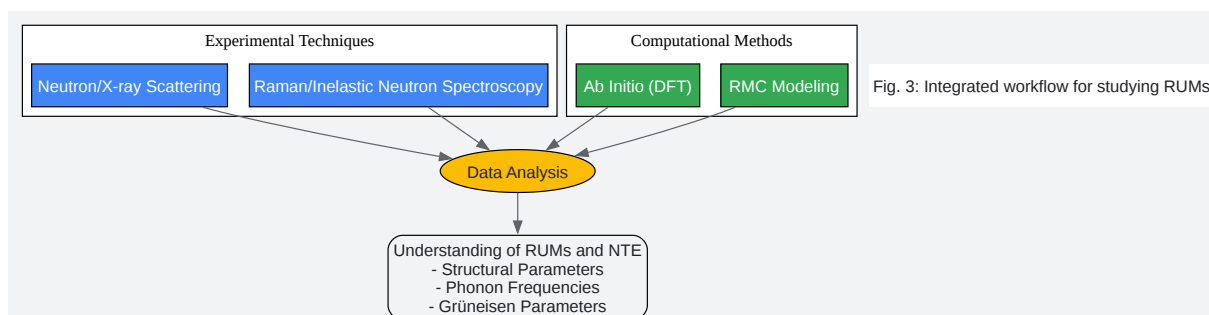 Experimental Techniques
Computational Methods
Neutron/X-ray Scattering
Raman/Inelastic Neutron Spectroscopy
Ab Initio (DFT)
RMC Modeling
Fig. 3: Integrated workflow for studying RUMs
Data Analysis
Understanding of RUMs and NTE
- Structural Parameters
- Phonon Frequencies
- Grüneisen Parameters